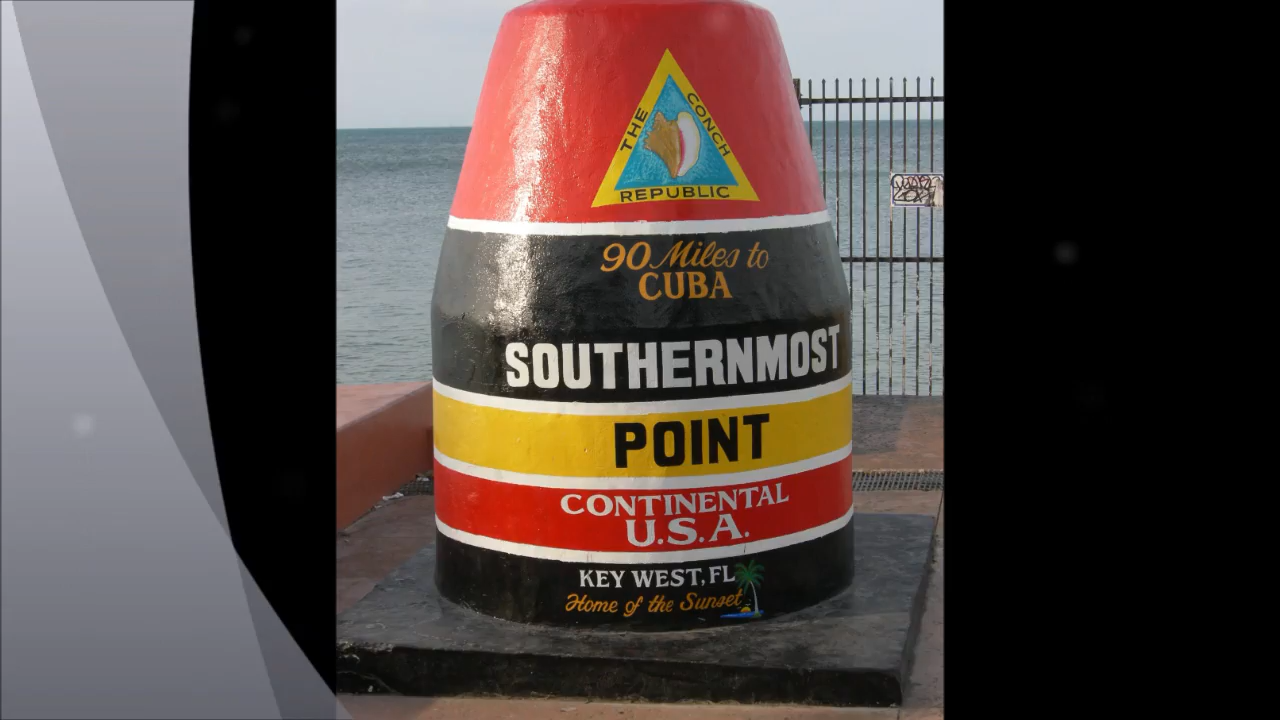 THE CONCH
REPUBLIC
90 Miles to
CUBA
SOUTHERNMOST
POINT
CONTINENTAL
U.S.A.
KEY WEST, FL
Home of the Sunset